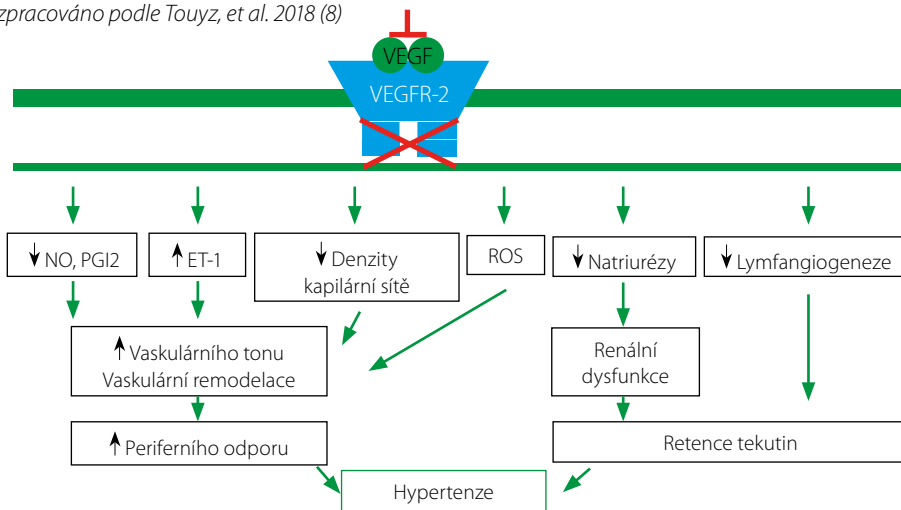 zpracováno podle Touyz, et al. 2018 (8)
VEGF
VEGFR-2
↓ NO, PGI2
↑ ET-1
↓ Denzity
kapilární sítě
ROS
↓ Natriurézy
↓ Lymfangiogeneze
↑ Vaskulárního tonu
Vaskulární remodelace
Renální
dysfunkce
↑ Periferního odporu
Retence tekutin
Hypertenze